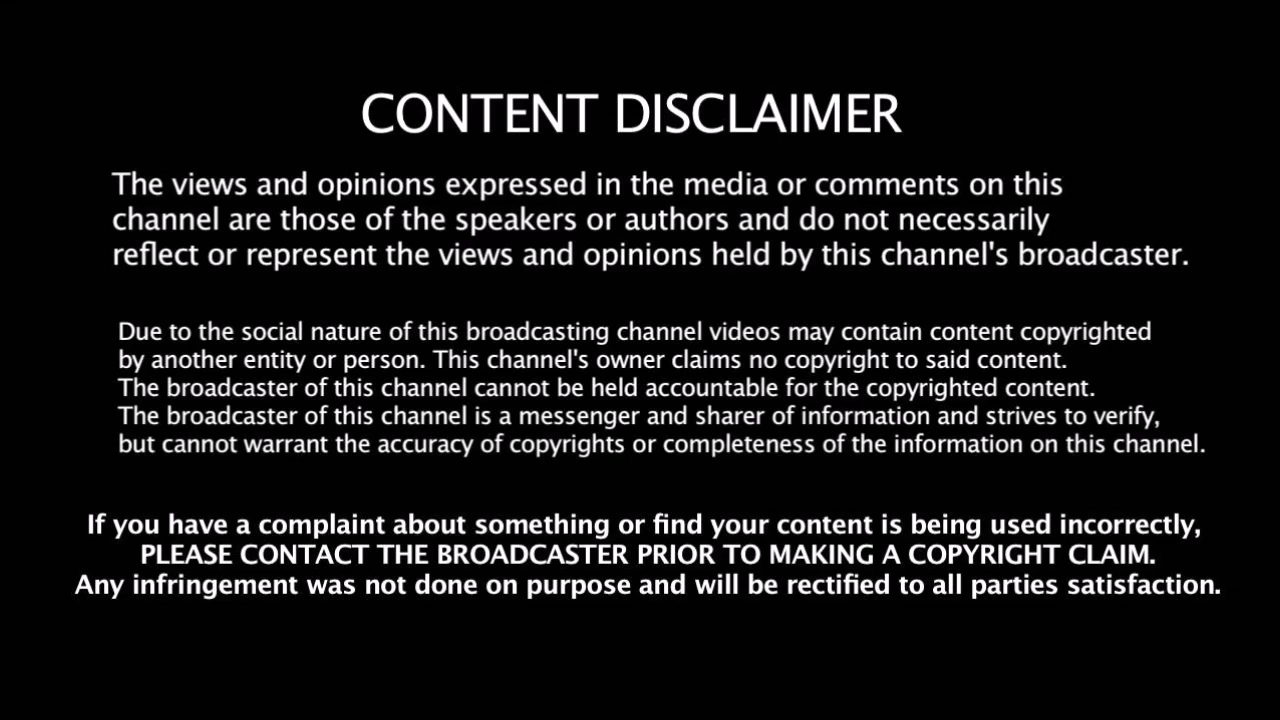 CONTENT DISCLAIMER
The views and opinions expressed in the media or comments on this
channel are those of the speakers or authors and do not necessarily
reflect or represent the views and opinions held by this channel's broadcaster.
Due to the social nature of this broadcasting channel videos may contain content copyrighted
by another entity or person. This channel's owner claims no copyright to said content.
The broadcaster of this channel cannot be held accountable for the copyrighted content.
The broadcaster of this channel is a messenger and sharer of information and strives to verify,
but cannot warrant the accuracy of copyrights or completeness of the information on this channel.
If you have a complaint about something or find your content is being used incorrectly,
PLEASE CONTACT THE BROADCASTER PRIOR TO MAKING A COPYRIGHT CLAIM.
Any infringement was not done on purpose and will be rectified to all parties satisfaction.